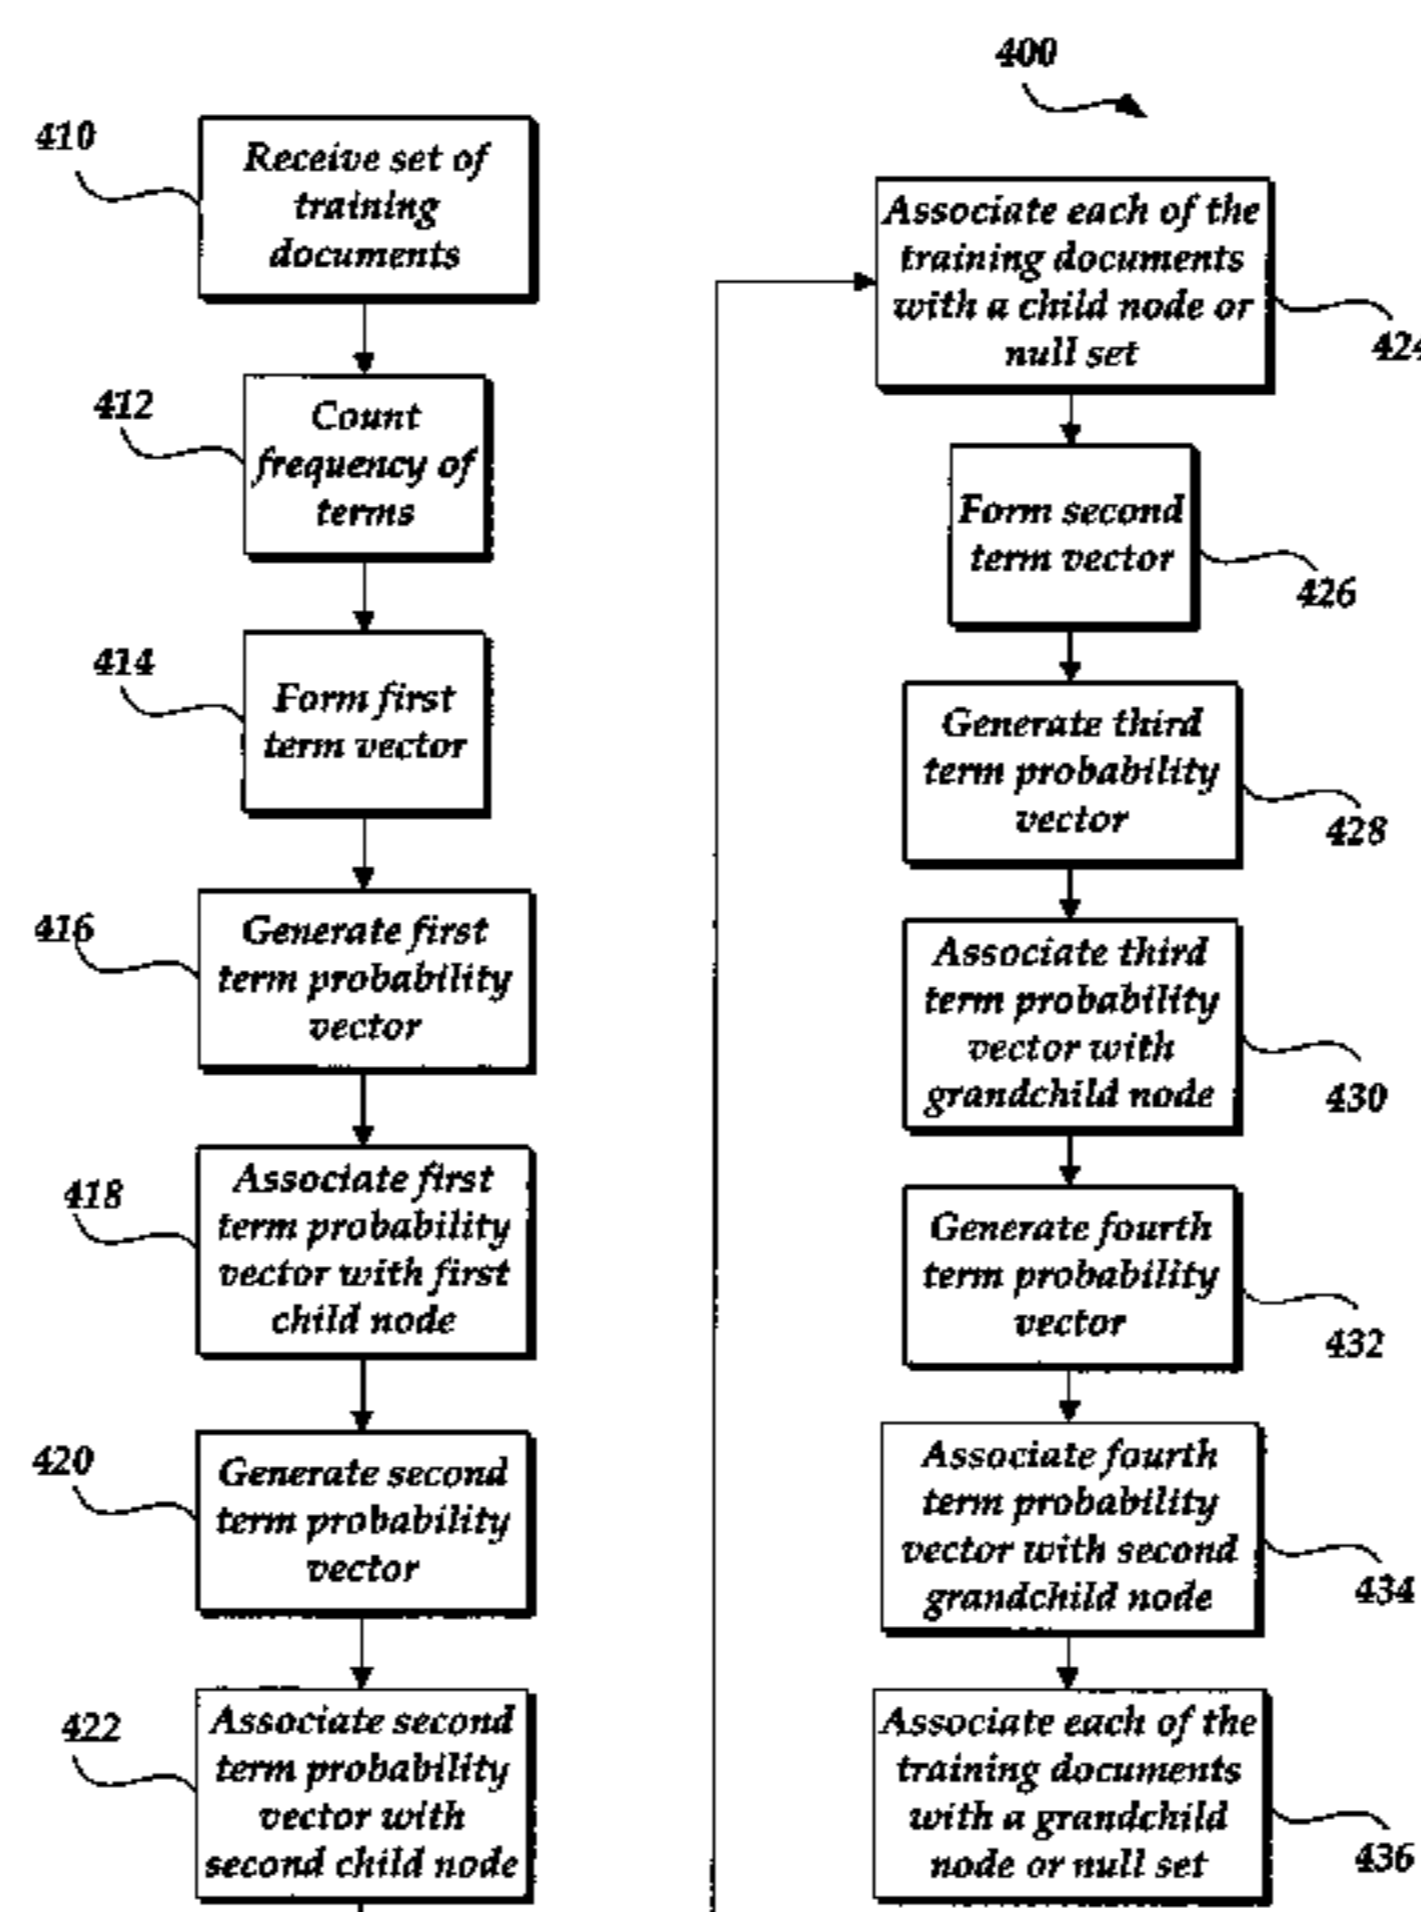 400
410
Receive set of
training
documents
412
Count
frequency of
terms
414
Form first
term vector
416
Generate first
term probability
vector
418
Associate first
term probability
vector with first
child node
420
Generate second
term probability
vector
422
Associate second
term probability
vector with
second child node
Associate each of the
training documents
with a child node or
null set
424
Form second
term vector
426
Generate third
term probability
vector
428
Associate third
term probability
vector with
grandchild node
430
Generate fourth
term probability
vector
432
Associate fourth
term probability
vector with second
grandchild node
434
Associate each of the
training documents
with a grandchild
node or null set
436